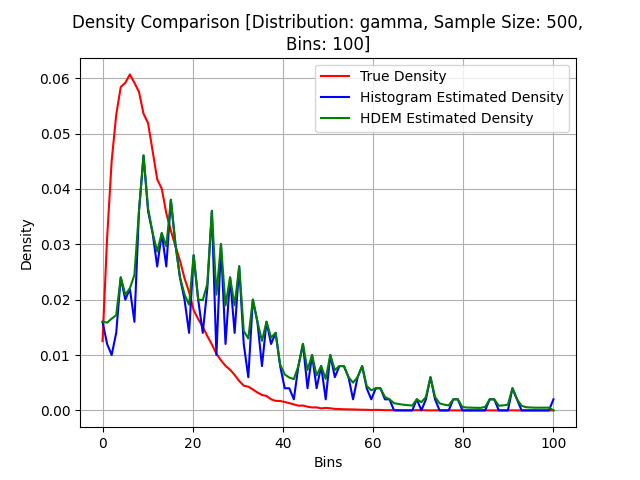 Density Comparison [Distribution: gamma, Sample Size: 500,
Bins: 100]
True Density
Histogram Estimated Density
HDEM Estimated Density
Density
0.06
0.05
0.04
0.03
0.02
0.01
0.00
0 20 40 60 80 100
Bins